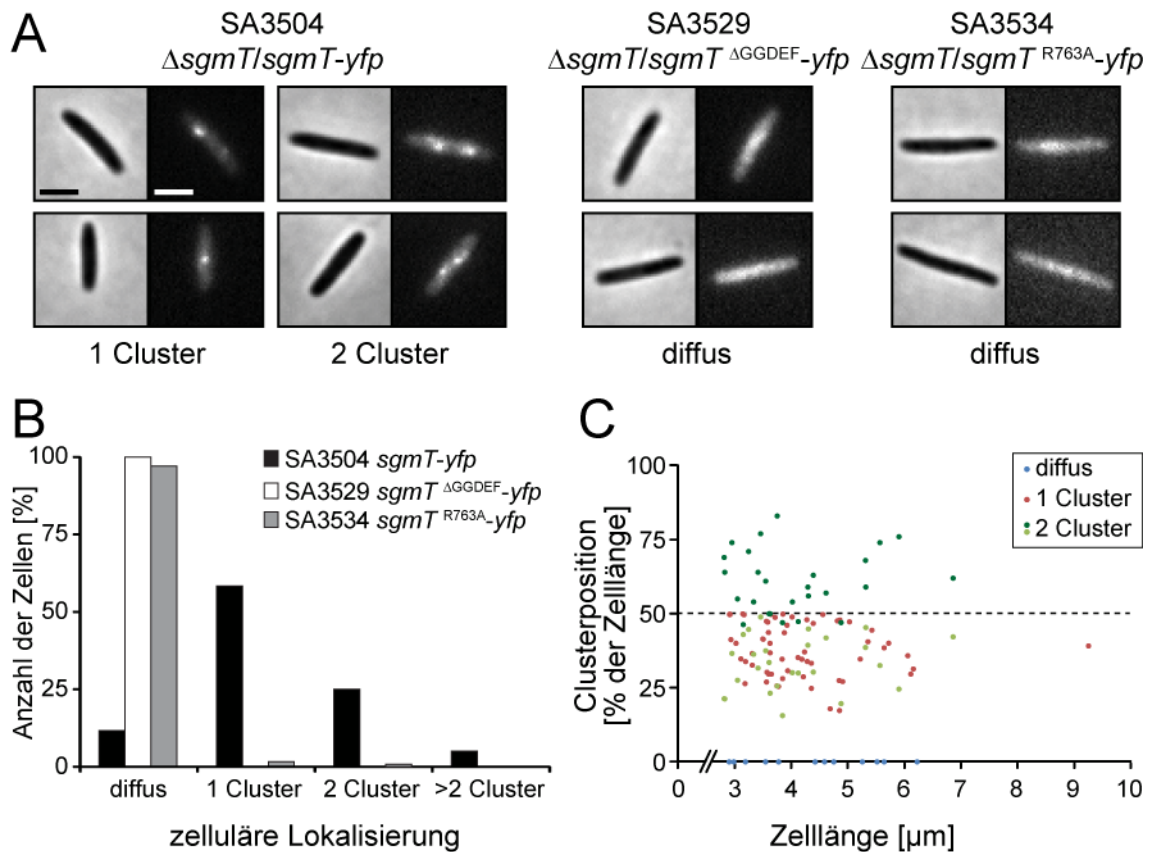 A
SA3504
ΔsgmT/sgmT-yfp
SA3529
ΔsgmT/sgmT ΔGGDEF-yfp
SA3534
ΔsgmT/sgmT R763A-yfp
1 Cluster
2 Cluster
diffus
diffus
B
Anzahl der Zellen [%]
100
75
50
25
0
SA3504 sgmT-yfp
SA3529 sgmT ΔGGDEF-yfp
SA3534 sgmT R763A-yfp
diffus
1 Cluster
2 Cluster
>2 Cluster
zelluläre Lokalisierung
C
Clusterposition
[% der Zelllänge]
100
75
50
25
0
diffus
1 Cluster
2 Cluster
0 3 4 5 6 7 8 9 10
Zelllänge [µm]